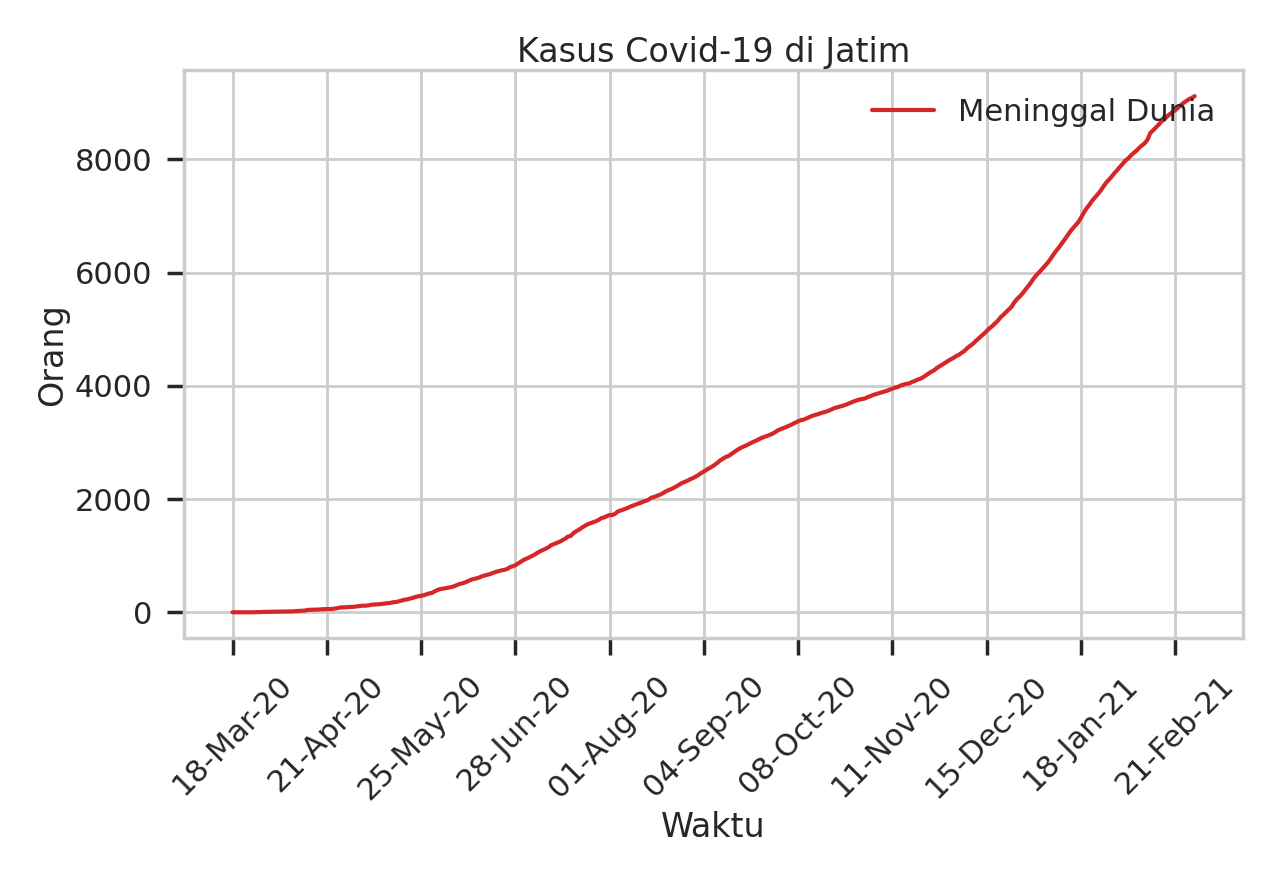 Kasus Covid-19 di Jatim
Meninggal Dunia
Orang
8000
6000
4000
2000
0
18-Mar-20
21-Apr-20
25-May-20
28-Jun-20
01-Aug-20
04-Sep-20
08-Oct-20
11-Nov-20
15-Dec-20
18-Jan-21
21-Feb-21
Waktu